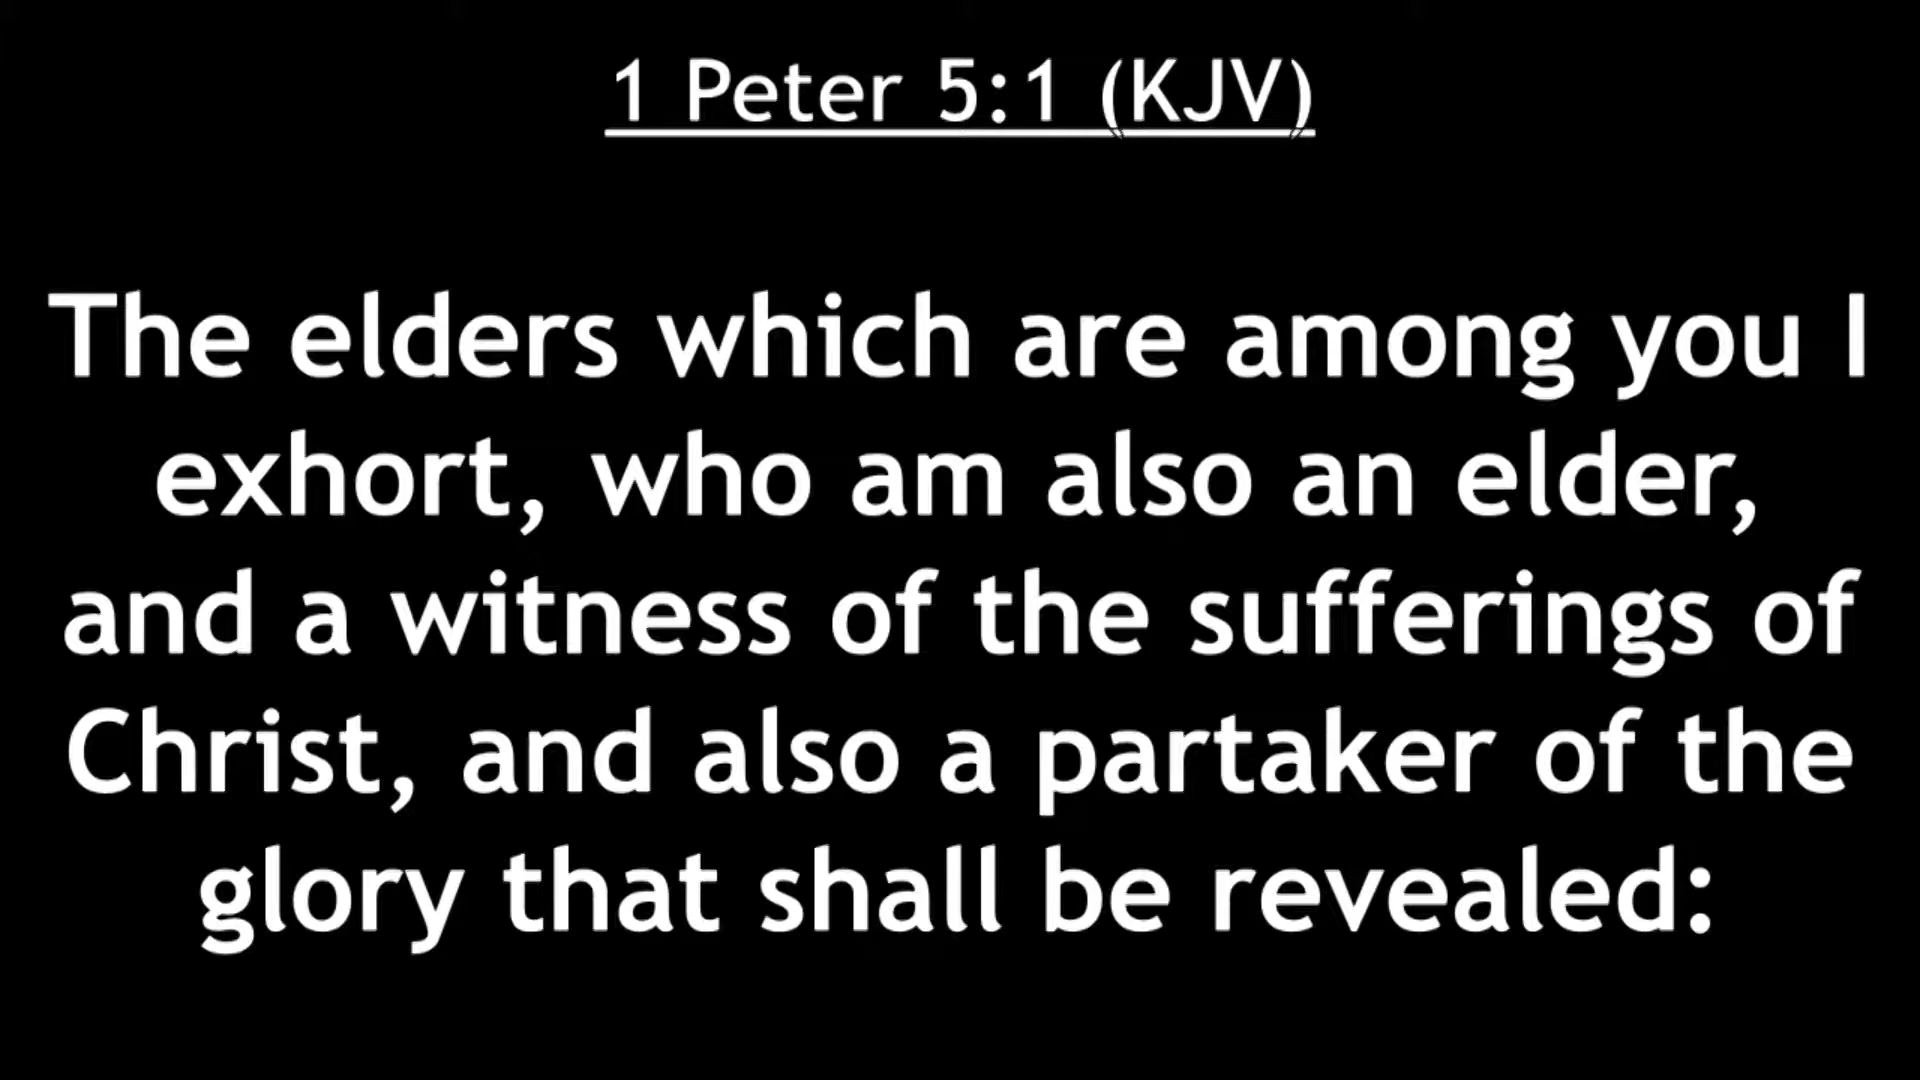 1 Peter 5:1 (KJV)
The elders which are among you I
exhort, who am also an elder,
and a witness of the sufferings of
Christ, and also a partaker of the
glory that shall be revealed: